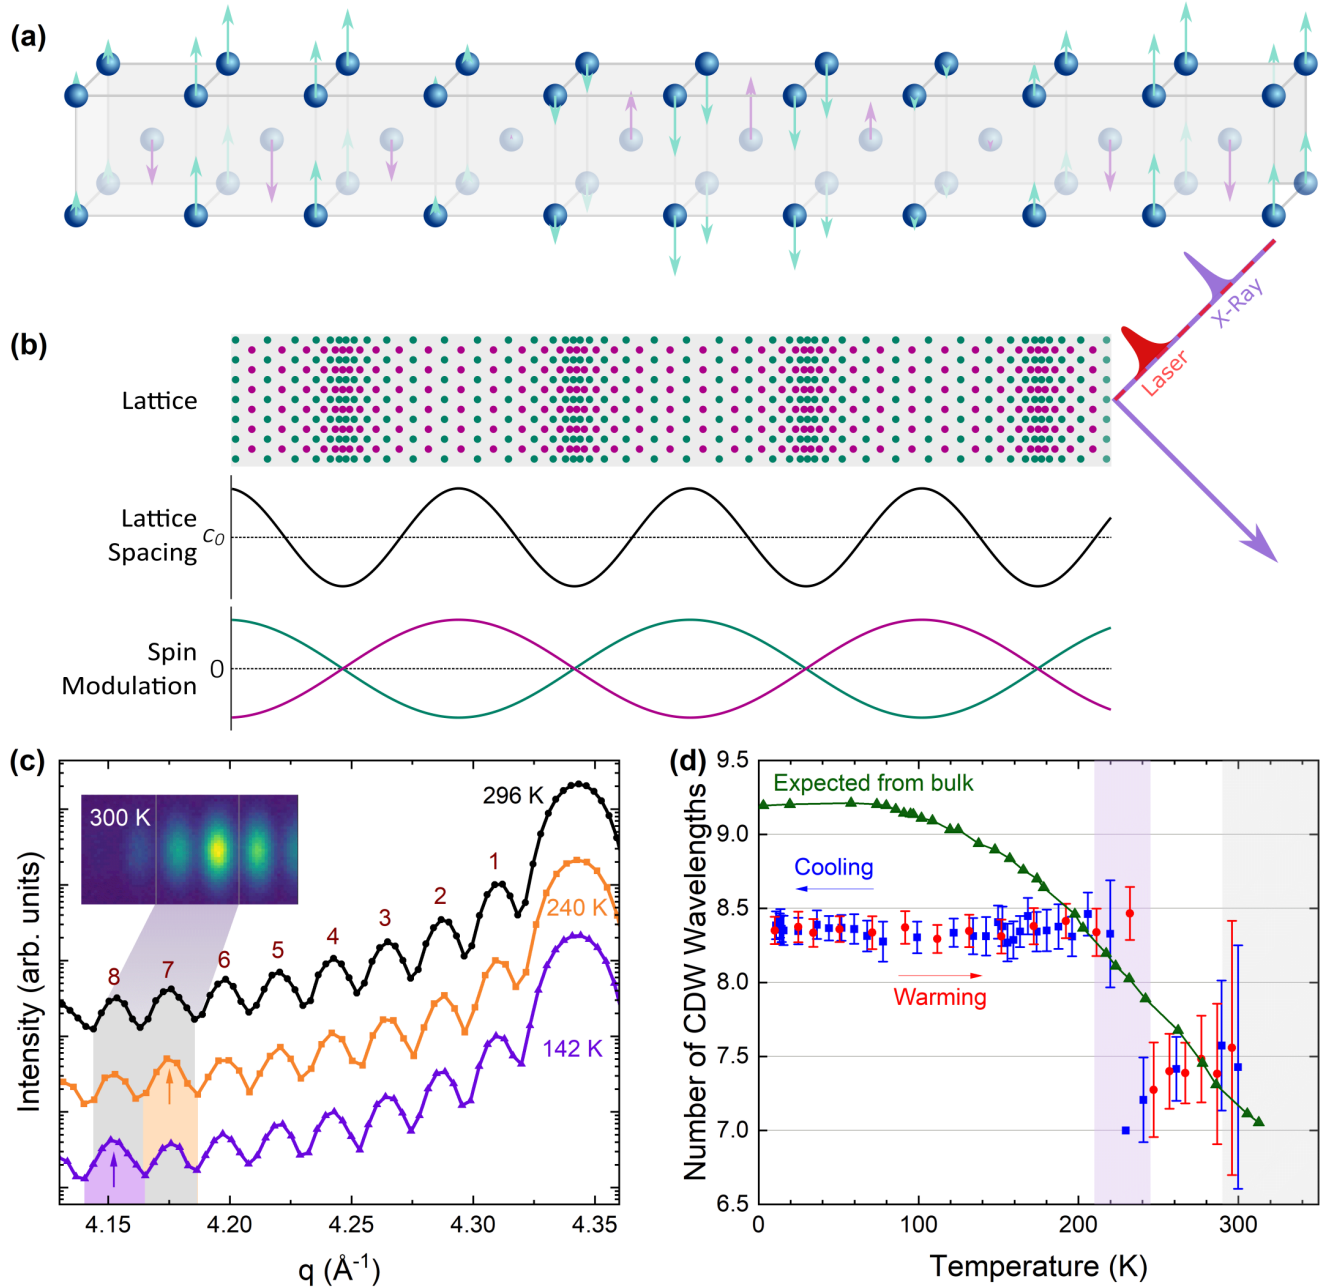 (a)
X-Ray
Laser
(b)
Lattice
Lattice
Spacing
c₀
Spin
Modulation
0
(c)
300 K
296 K
240 K
142 K
8
7
6
5
4
3
2
1
Intensity (arb. units)
4.15
4.20
4.25
4.30
4.35
q (Å⁻¹)
(d)
Expected from bulk
Cooling
Warming
Number of CDW Wavelengths
9.5
9.0
8.5
8.0
7.5
7.0
6.5
0
100
200
300
Temperature (K)